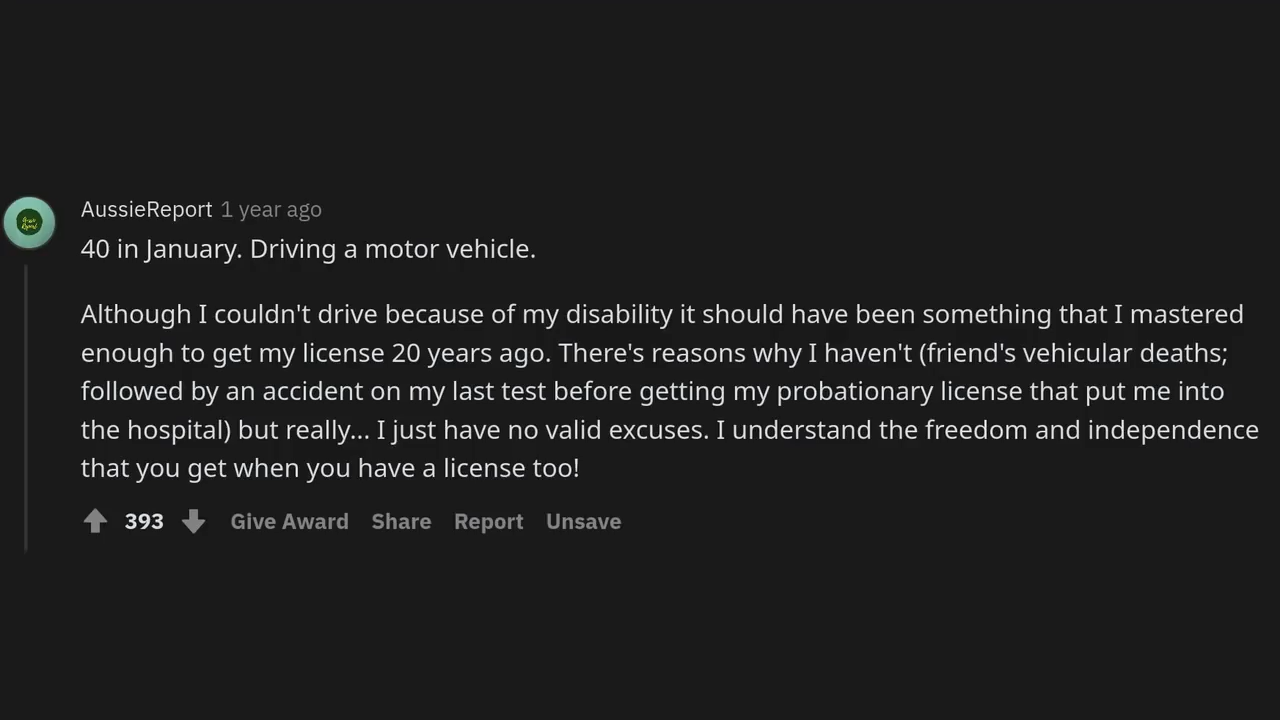 AussieReport 1 year ago
40 in January. Driving a motor vehicle.
Although I couldn't drive because of my disability it should have been something that I mastered
enough to get my license 20 years ago. There's reasons why I haven't (friend's vehicular deaths;
followed by an accident on my last test before getting my probationary license that put me into
the hospital) but really... I just have no valid excuses. I understand the freedom and independence
that you get when you have a license too!
393 Give Award Share Report Unsave